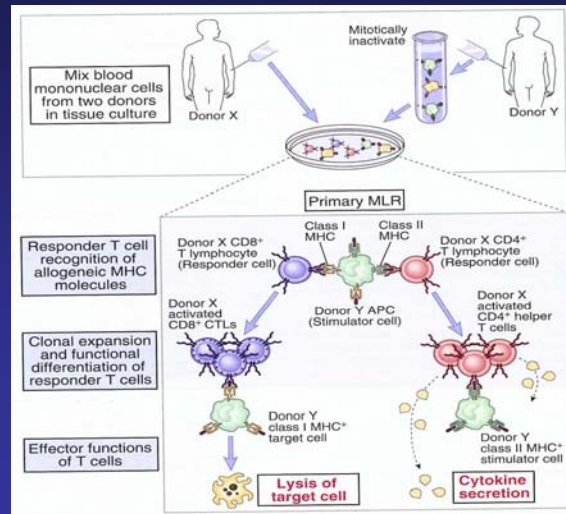 Mitotically
inactivate
Mix blood
mononuclear cells
from two donors
in tissue culture
Donor X
Donor Y
Primary MLR
Responder T cell
recognition of
allogeneic MHC
molecules
Donor X CD8+
T lymphocyte
(Responder cell)
Class I
MHC
Class II
MHC
Donor X CD4+
T lymphocyte
(Responder cell)
Donor Y APC
(Stimulator cell)
Clonal expansion
and functional
differentiation of
responder T cells
Donor X
activated
CD8+ CTLs
Donor X
activated
CD4+ helper
T cells
Effector functions
of T cells
Donor Y
class I MHC+
target cell
Donor Y
class II MHC+
stimulator cell
Lysis of
target cell
Cytokine
secretion